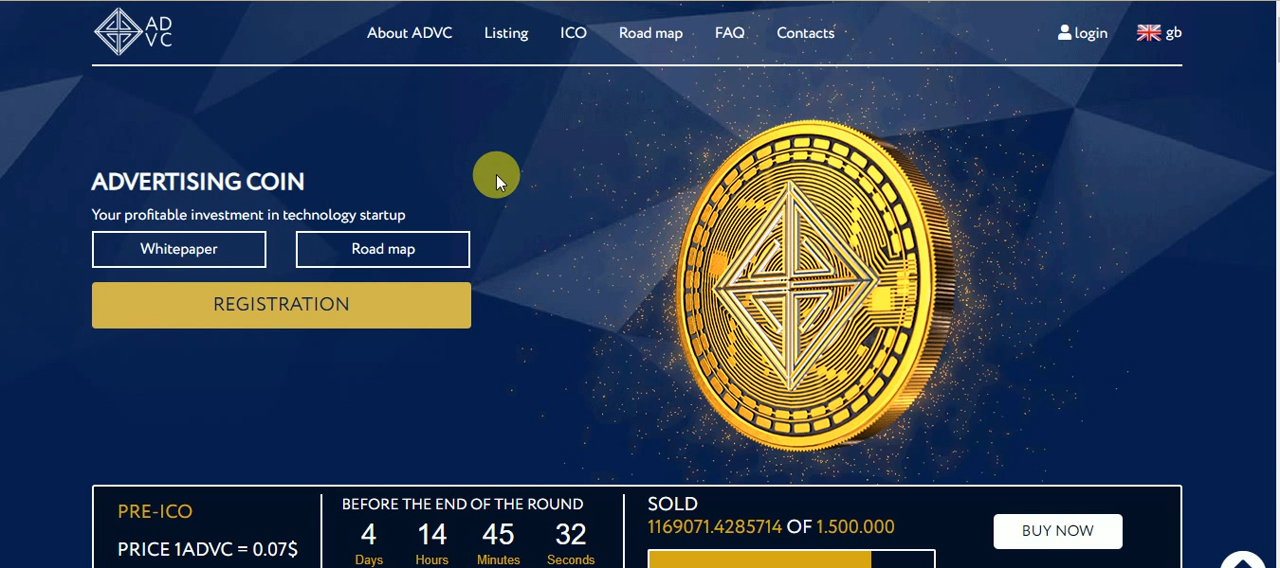 AD
VC
About ADVC Listing ICO Road map FAQ Contacts login gb
ADVERTISING COIN
Your profitable investment in technology startup
Whitepaper Road map
REGISTRATION
PRE-ICO
PRICE 1ADVC = 0.07$
BEFORE THE END OF THE ROUND
4 14 45 32
Days Hours Minutes Seconds
SOLD
1169071.4285714 OF 1.500.000
BUY NOW